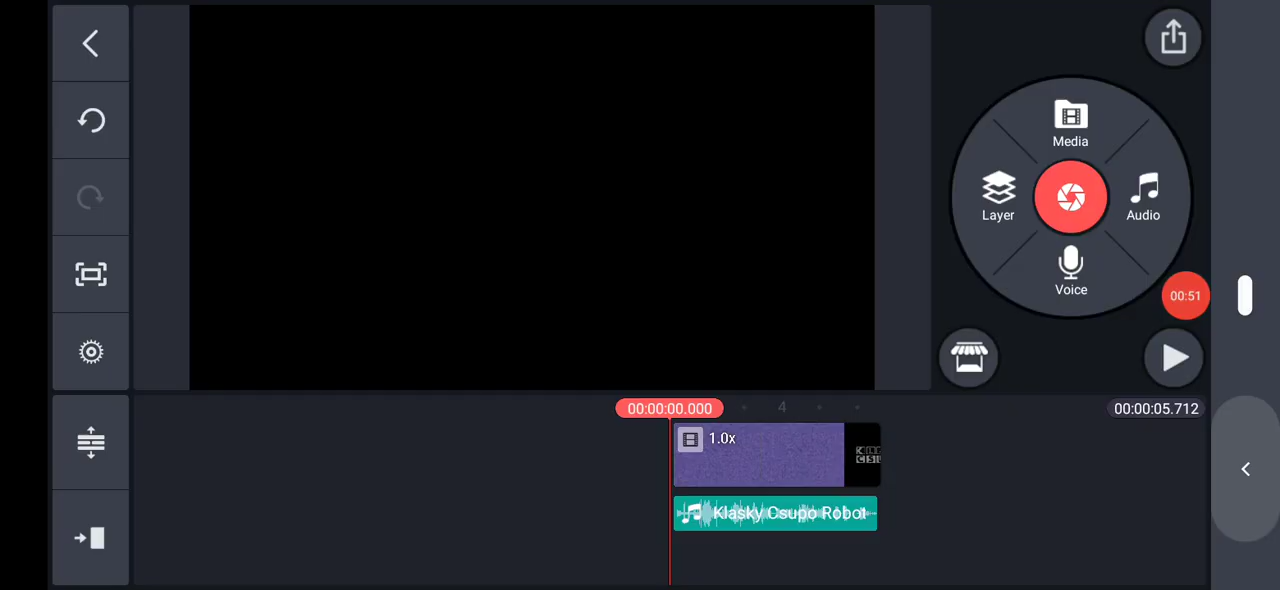 Media
Layer
Audio
Voice
00:51
00:00:00.000
4
00:00:05.712
1.0x
Klasky Csupo Robot